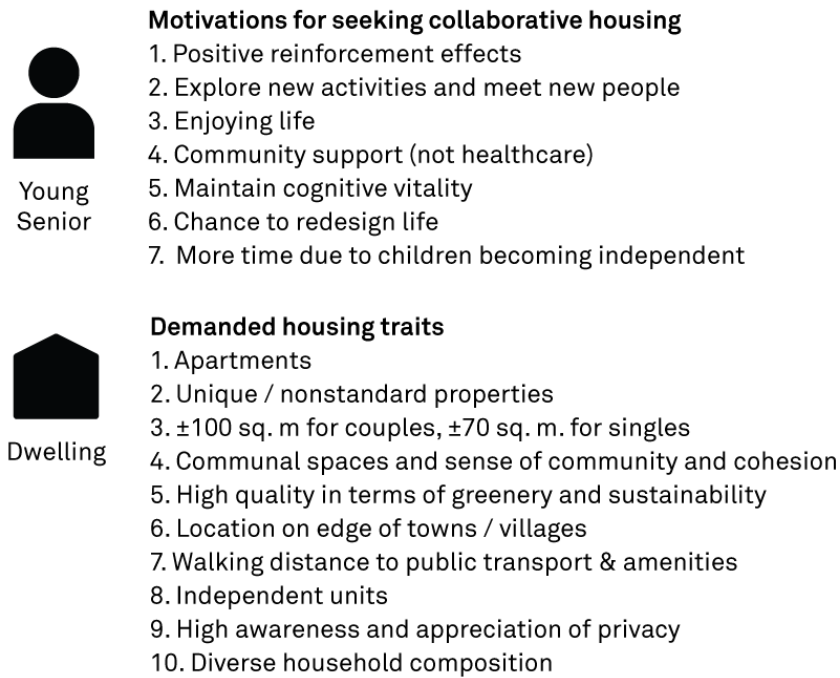 Motivations for seeking collaborative housing
1. Positive reinforcement effects
2. Explore new activities and meet new people
3. Enjoying life
4. Community support (not healthcare)
5. Maintain cognitive vitality
6. Chance to redesign life
7. More time due to children becoming independent
Young
Senior
Demanded housing traits
1. Apartments
2. Unique / nonstandard properties
3. ±100 sq. m for couples, ±70 sq. m. for singles
4. Communal spaces and sense of community and cohesion
5. High quality in terms of greenery and sustainability
6. Location on edge of towns / villages
7. Walking distance to public transport & amenities
8. Independent units
9. High awareness and appreciation of privacy
10. Diverse household composition
Dwelling